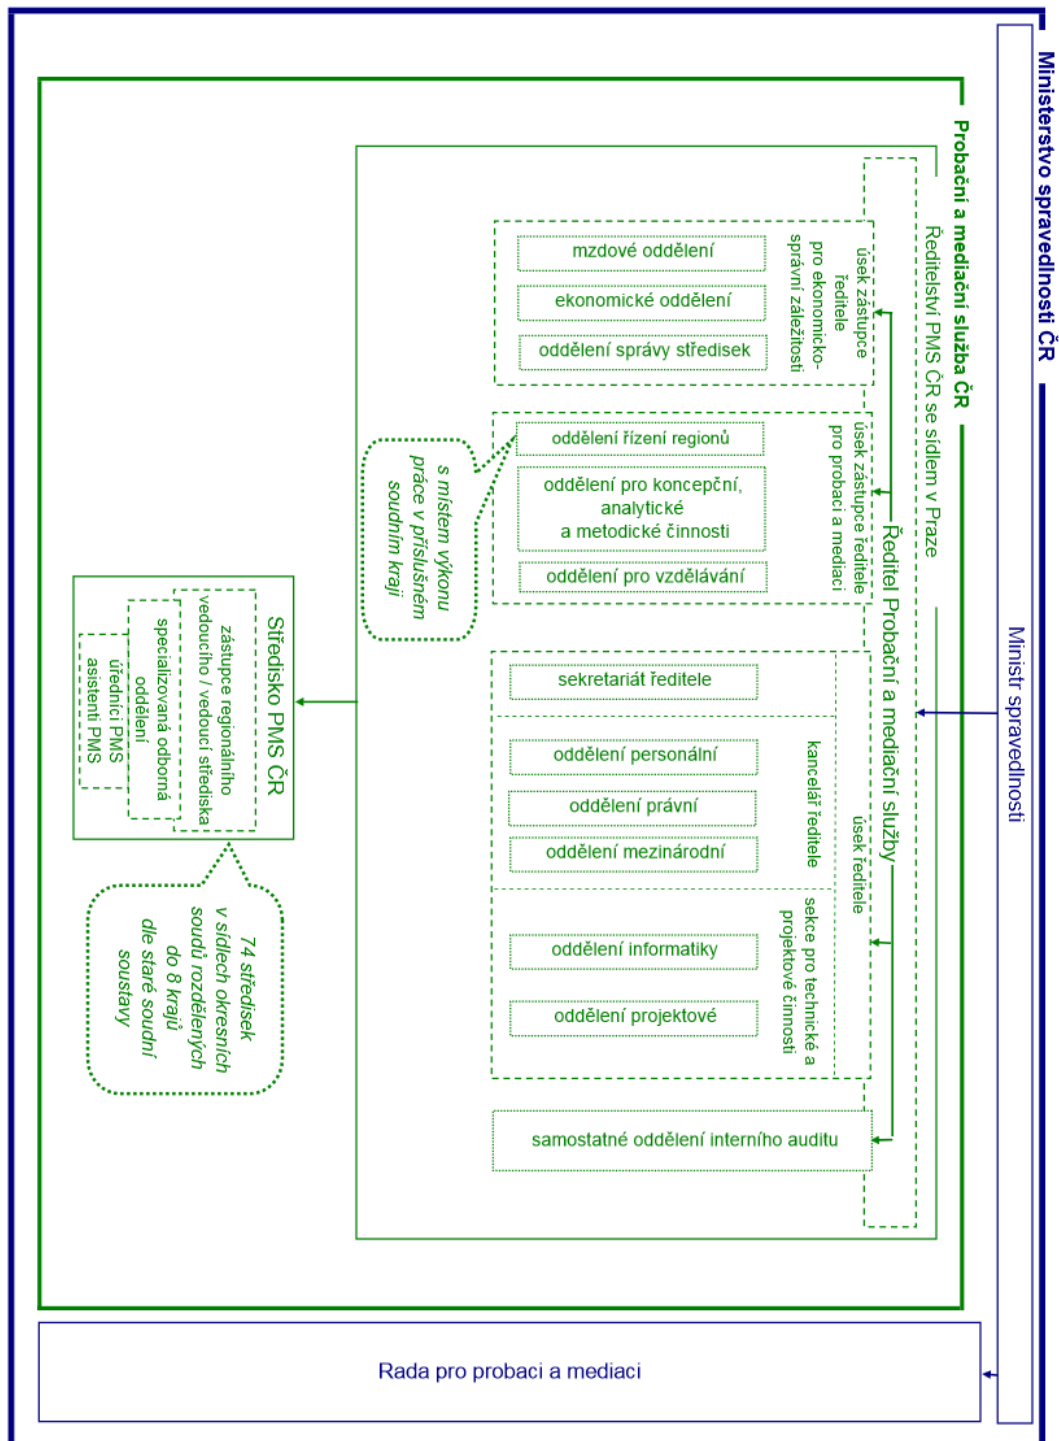 Ministerstvo spravedlnosti ČR
Ministr spravedlnosti
Probační a mediační služba ČR
Ředitelství PMS ČR se sídlem v Praze
Ředitel Probační a mediační služby
úsek zástupce
ředitele
pro ekonomicko-
správní záležitosti
mzdové oddělení
ekonomické oddělení
oddělení správy středisek
úsek zástupce ředitele
pro probaci a mediaci
oddělení řízení regionů
oddělení pro koncepční,
analytické
a metodické činnosti
oddělení pro vzdělávání
s místem výkonu
práce v příslušném
soudním kraji
úsek ředitele
sekretariát ředitele
kancelář ředitele
oddělení personální
oddělení právní
oddělení mezinárodní
sekce pro technické a
projektové činnosti
oddělení informatiky
oddělení projektové
samostatné oddělení interního auditu
Středisko PMS ČR
zástupce regionálního
vedoucího / vedoucí střediska
specializovaná odborná
oddělení
úředníci PMS
asistenti PMS
74 středisek
v sídlech okresních
soudů rozdělených
do 8 krajů
dle staré soudní
soustavy
Rada pro probaci a mediaci